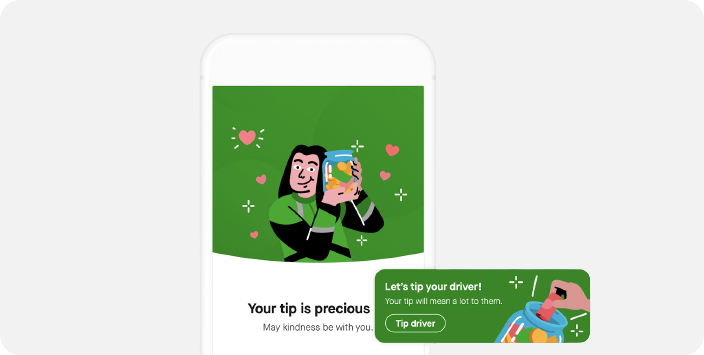 Your tip is precious
May kindness be with you.
Let's tip your driver!
Your tip will mean a lot to them.
Tip driver